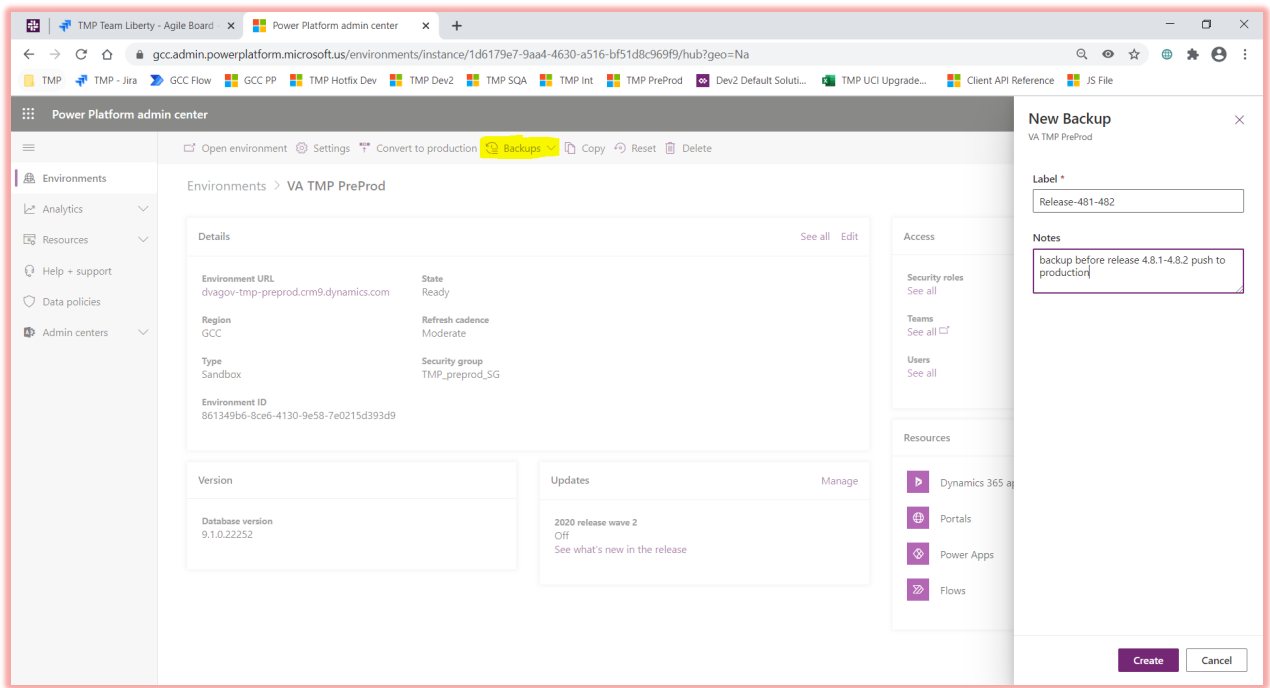 TMP Team Liberty - Agile Board -
Power Platform admin center
gcc.admin.powerplatform.microsoft.us/environments/instance/1d6179e7-9aa4-4630-a516-bf51d8c969f9/hub?geo=Na
TMP
TMP - Jira
GCC Flow
GCC PP
TMP Hotfix Dev
TMP Dev2
TMP SQA
TMP Int
TMP PreProd
Dev2 Default Soluti...
TMP UCI Upgrade...
Client API Reference
JS File
Power Platform admin center
Open environment
Settings
Convert to production
Backups
Copy
Reset
Delete
Environments
Analytics
Resources
Help + support
Data policies
Admin centers
Environments > VA TMP PreProd
Details
See all
Edit
Environment URL
dvagov-tmp-preprod.crm9.dynamics.com
State
Ready
Region
GCC
Refresh cadence
Moderate
Type
Sandbox
Security group
TMP_preprod_SG
Environment ID
861349b6-8ce6-4130-9e58-7e0215d393d9
Version
Database version
9.1.0.22252
Updates
Manage
2020 release wave 2
Off
See what's new in the release
Access
Security roles
See all
Teams
See all
Users
See all
Resources
Dynamics 365 ap
Portals
Power Apps
Flows
New Backup
VA TMP PreProd
Label *
Release-481-482
Notes
backup before release 4.8.1-4.8.2 push to
production
Create
Cancel